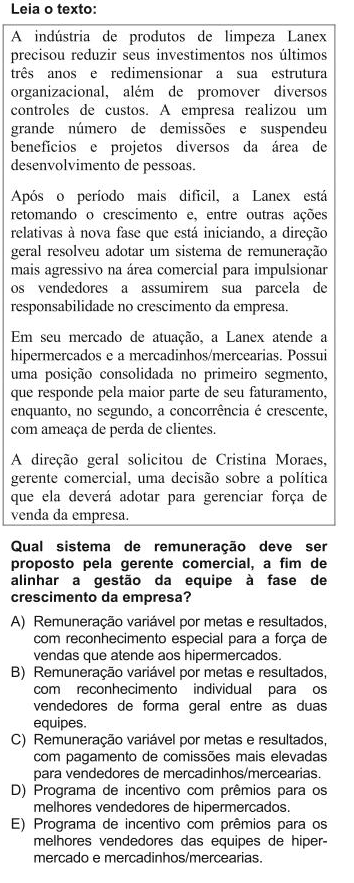 Leia o texto:
A indústria de produtos de limpeza Lanex
precisou reduzir seus investimentos nos últimos
três anos e redimensionar a sua estrutura
organizacional, além de promover diversos
controles de custos. A empresa realizou um
grande número de demissões e suspendeu
benefícios e projetos diversos da área de
desenvolvimento de pessoas.
Após o período mais difícil, a Lanex está
retomando o crescimento e, entre outras ações
relativas à nova fase que está iniciando, a direção
geral resolveu adotar um sistema de remuneração
mais agressivo na área comercial para impulsionar
os vendedores a assumirem sua parcela de
responsabilidade no crescimento da empresa.
Em seu mercado de atuação, a Lanex atende a
hipermercados e a mercadinhos/mercearias. Possui
uma posição consolidada no primeiro segmento,
que responde pela maior parte de seu faturamento,
enquanto, no segundo, a concorrência é crescente,
com ameaça de perda de clientes.
A direção geral solicitou de Cristina Moraes,
gerente comercial, uma decisão sobre a política
que ela deverá adotar para gerenciar força de
venda da empresa.
Qual sistema de remuneração deve ser
proposto pela gerente comercial, a fim de
alinhar a gestão da equipe à fase de
crescimento da empresa?
A) Remuneração variável por metas e resultados,
com reconhecimento especial para a força de
vendas que atende aos hipermercados.
B) Remuneração variável por metas e resultados,
com reconhecimento individual para os
vendedores de forma geral entre as duas
equipes.
C) Remuneração variável por metas e resultados,
com pagamento de comissões mais elevadas
para vendedores de mercadinhos/mercearias.
D) Programa de incentivo com prêmios para os
melhores vendedores de hipermercados.
E) Programa de incentivo com prêmios para os
melhores vendedores das equipes de hiper-
mercado e mercadinhos/mercearias.